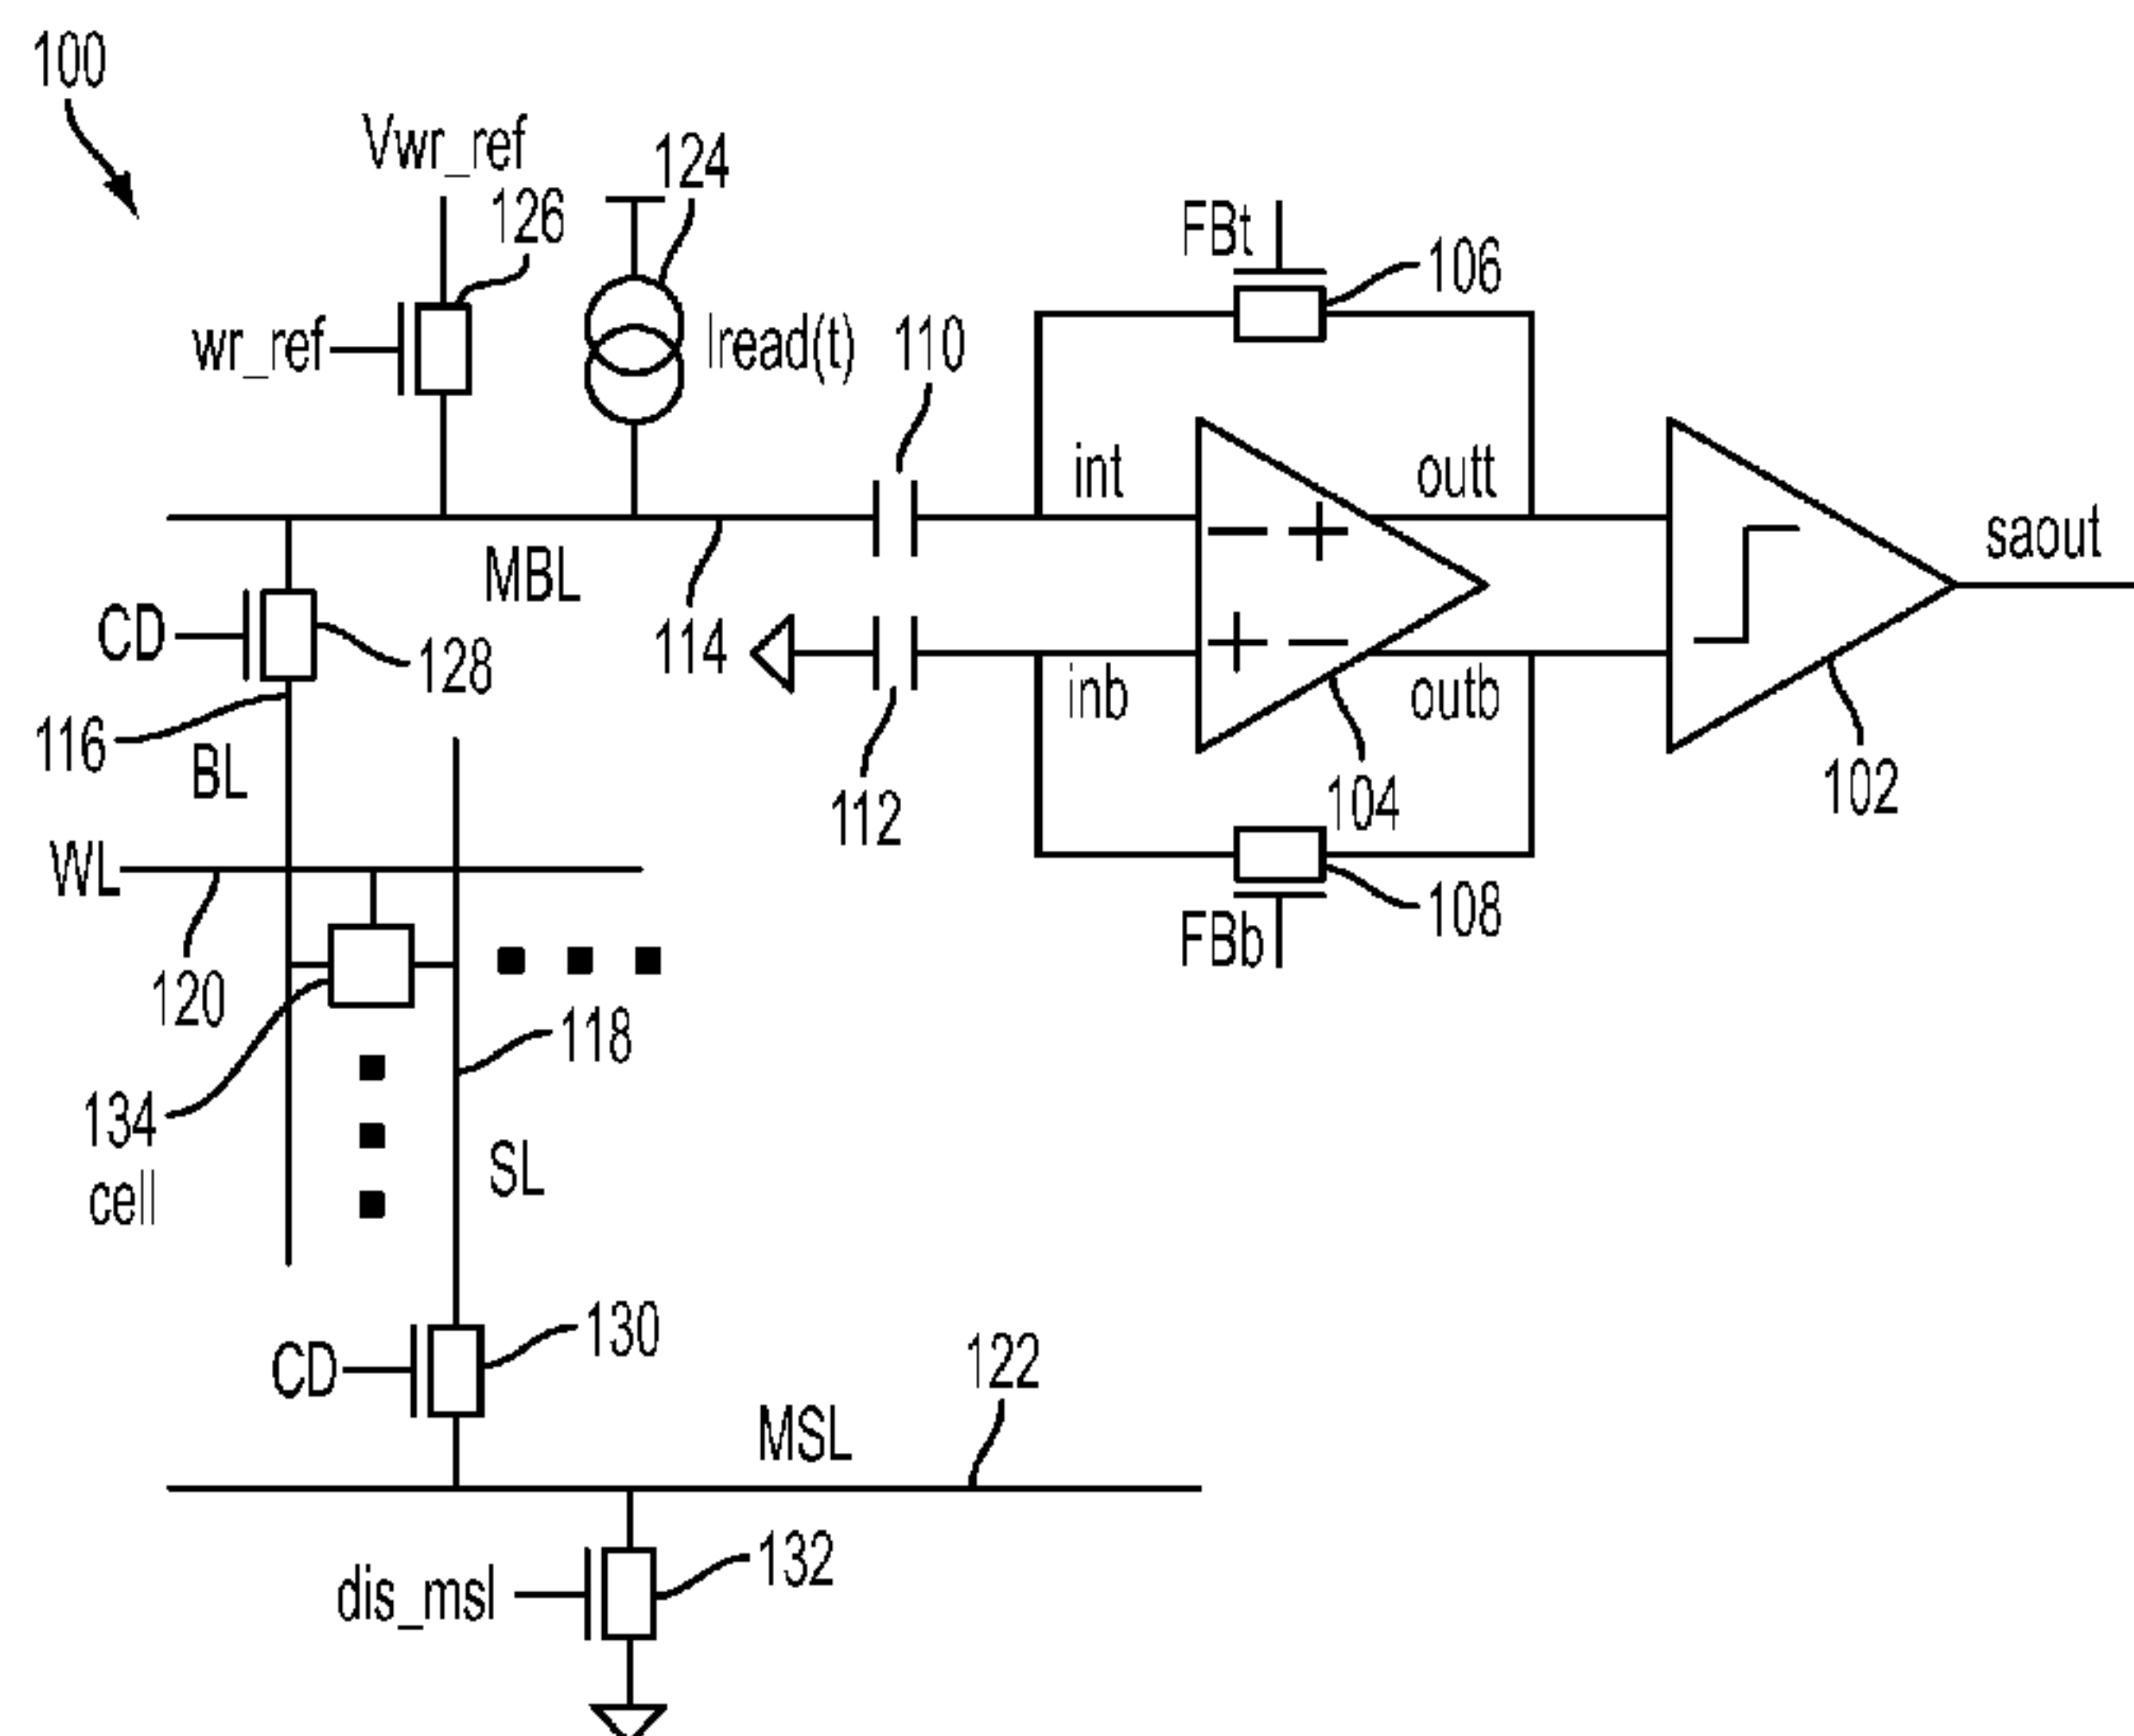 100
Vwr_ref
124
126
FBt
106
wr_ref
Iread(t)
110
int
outt
saout
MBL
CD
128
114
inb
outb
116
BL
112
104
102
WL
108
FBb
120
118
134
cell
SL
130
CD
122
MSL
132
dis_msl